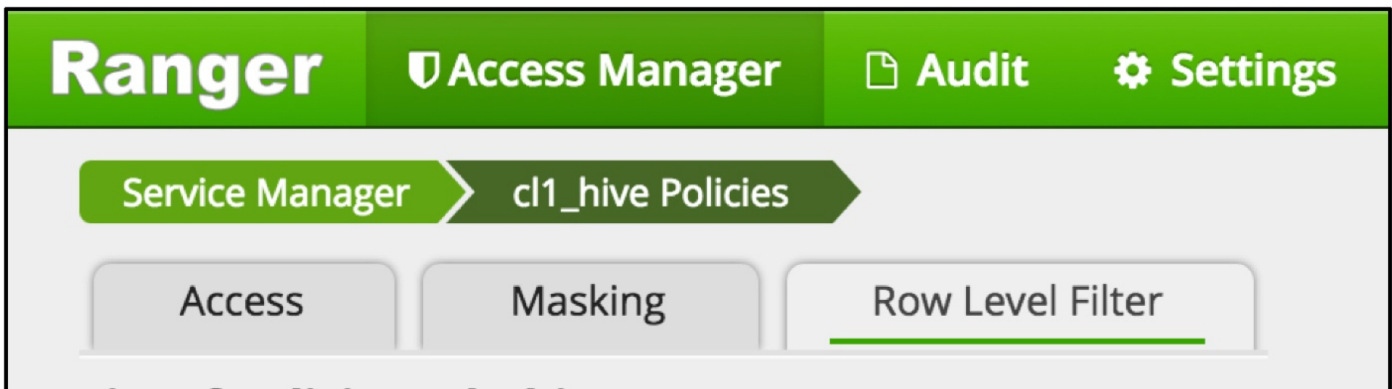 Ranger Access Manager Audit Settings
Service Manager cl1_hive Policies
Access Masking Row Level Filter